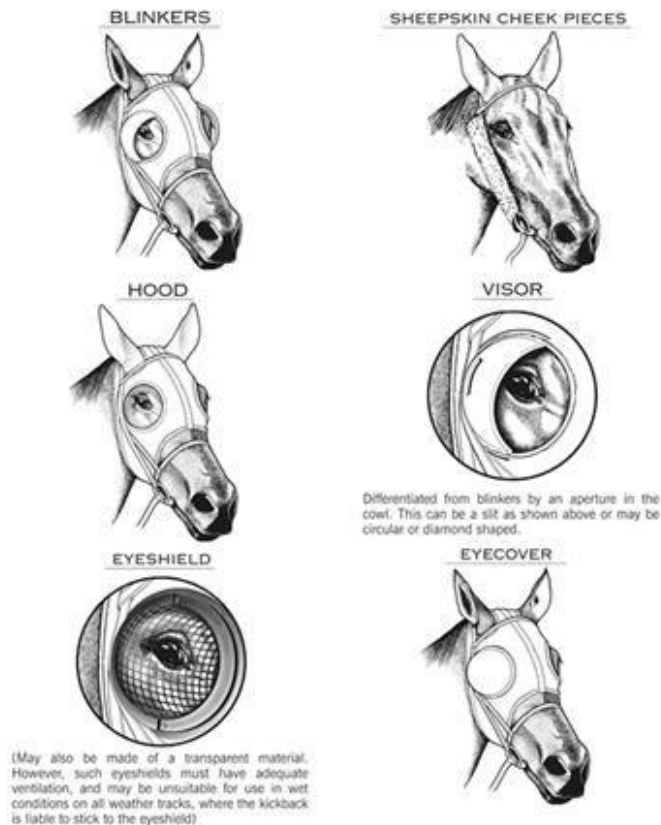 BLINKERS
SHEEPSKIN CHEEK PIECES
HOOD
VISOR
Differentiated from blinkers by an aperture in the
cowl. This can be a slit as shown above or may be
circular or diamond shaped.
EYESHIELD
EYECOVER
(May also be made of a transparent material.
However, such eyeshields must have adequate
ventilation, and may be unsuitable for use in wet
conditions on all weather tracks, where the kickback
is liable to stick to the eyeshield)